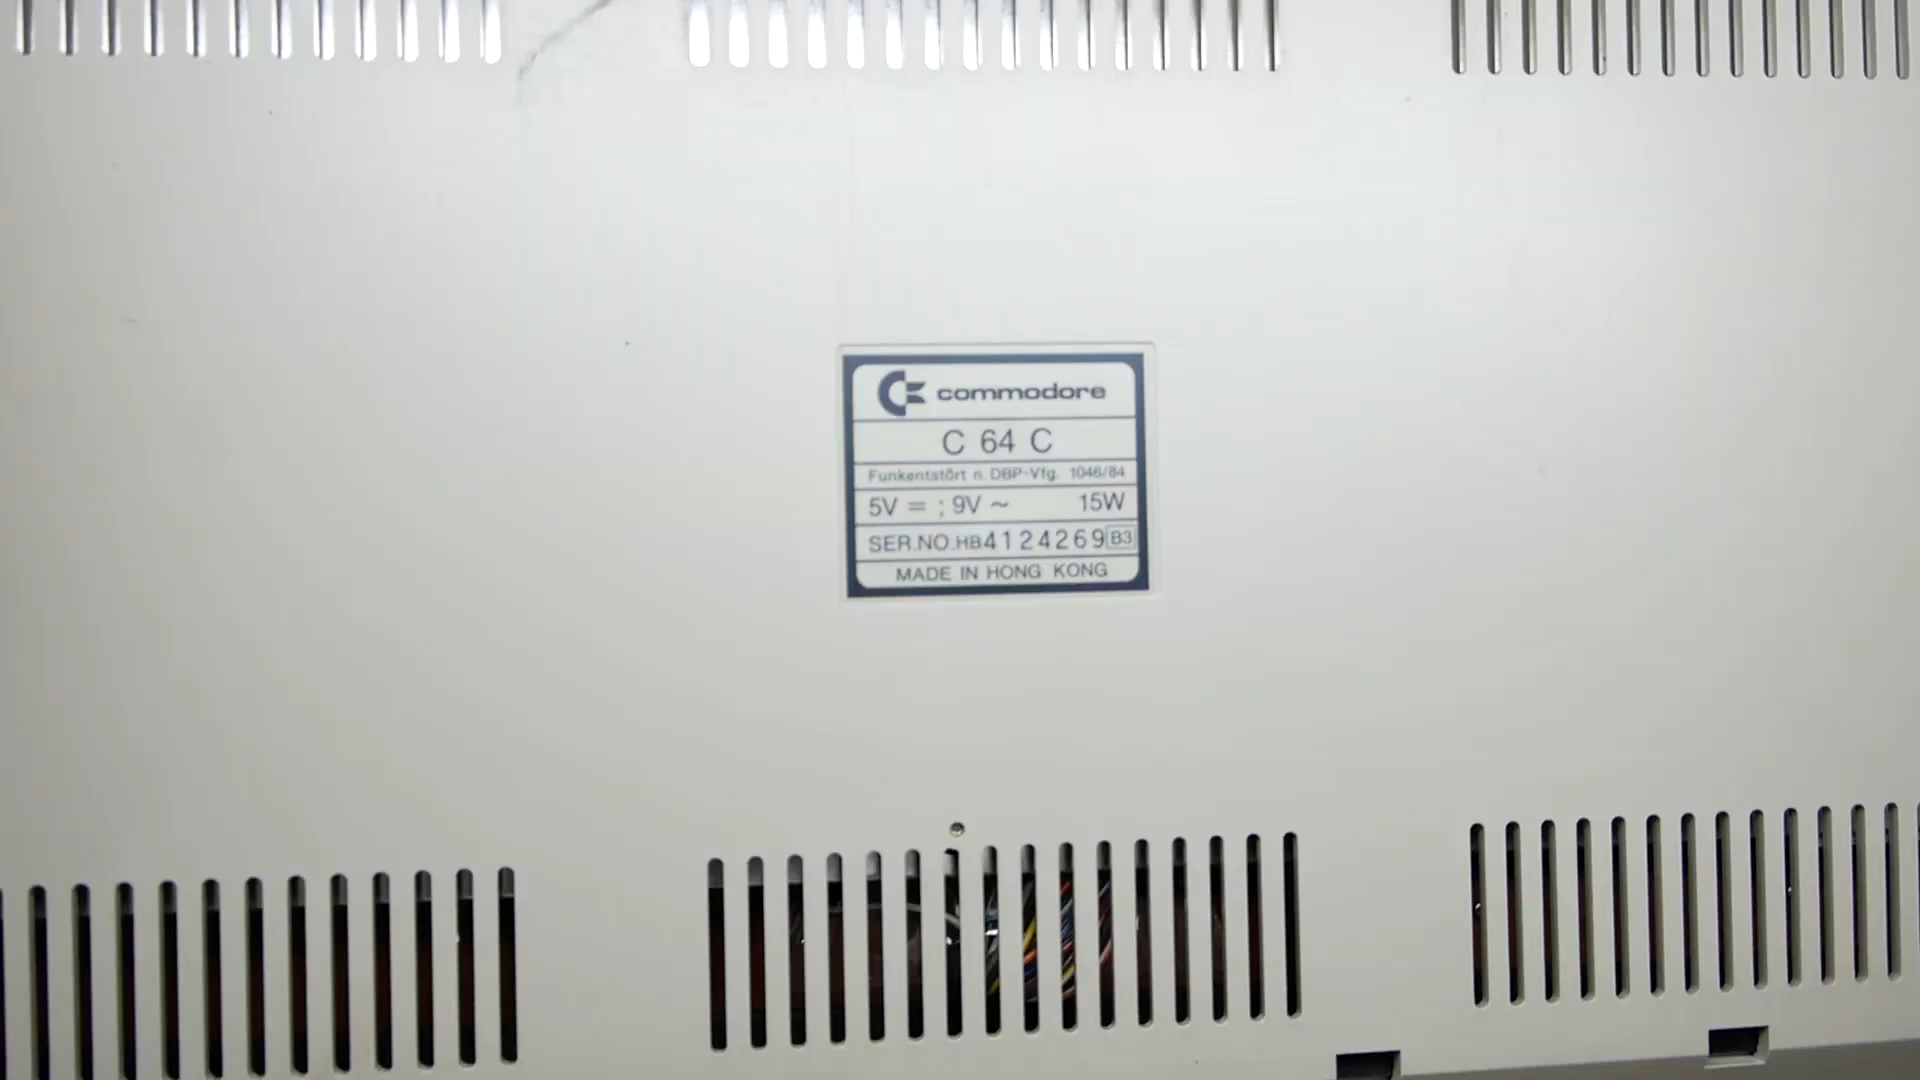 commodore
C 64 C
Funkentstört n. DBP-Vfg. 1046/84
5V = ; 9V ~ 15W
SER.NO.HB4124269 B3
MADE IN HONG KONG